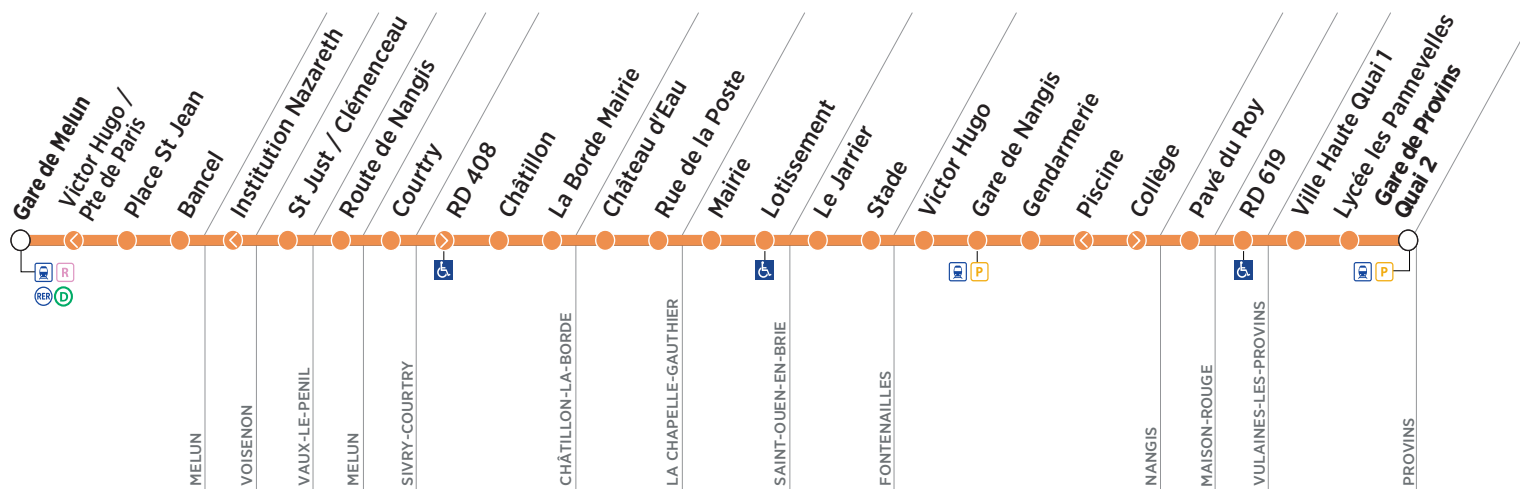 Gare de Melun
Victor Hugo /
Pte de Paris
Place St Jean
Bancel
Institution Nazareth
St Just / Clémenceau
Route de Nangis
Courtry
RD 408
Châtillon
La Borde Mairie
Château d'Eau
Rue de la Poste
Mairie
Lotissement
Le Jarrier
Stade
Victor Hugo
Gare de Nangis
Gendarmerie
Piscine
Collège
Pavé du Roy
RD 619
Ville Haute Quai 1
Lycée les Pannevelles
Gare de Provins
Quai 2
R
RER D
P
P
MELUN
VOISENON
VAUX-LE-PENIL
MELUN
SIVRY-COURTRY
CHÂTILLON-LA-BORDE
LA CHAPELLE-GAUTHIER
SAINT-OUEN-EN-BRIE
FONTENAILLES
NANGIS
MAISON-ROUGE
VULAINES-LES-PROVINS
PROVINS